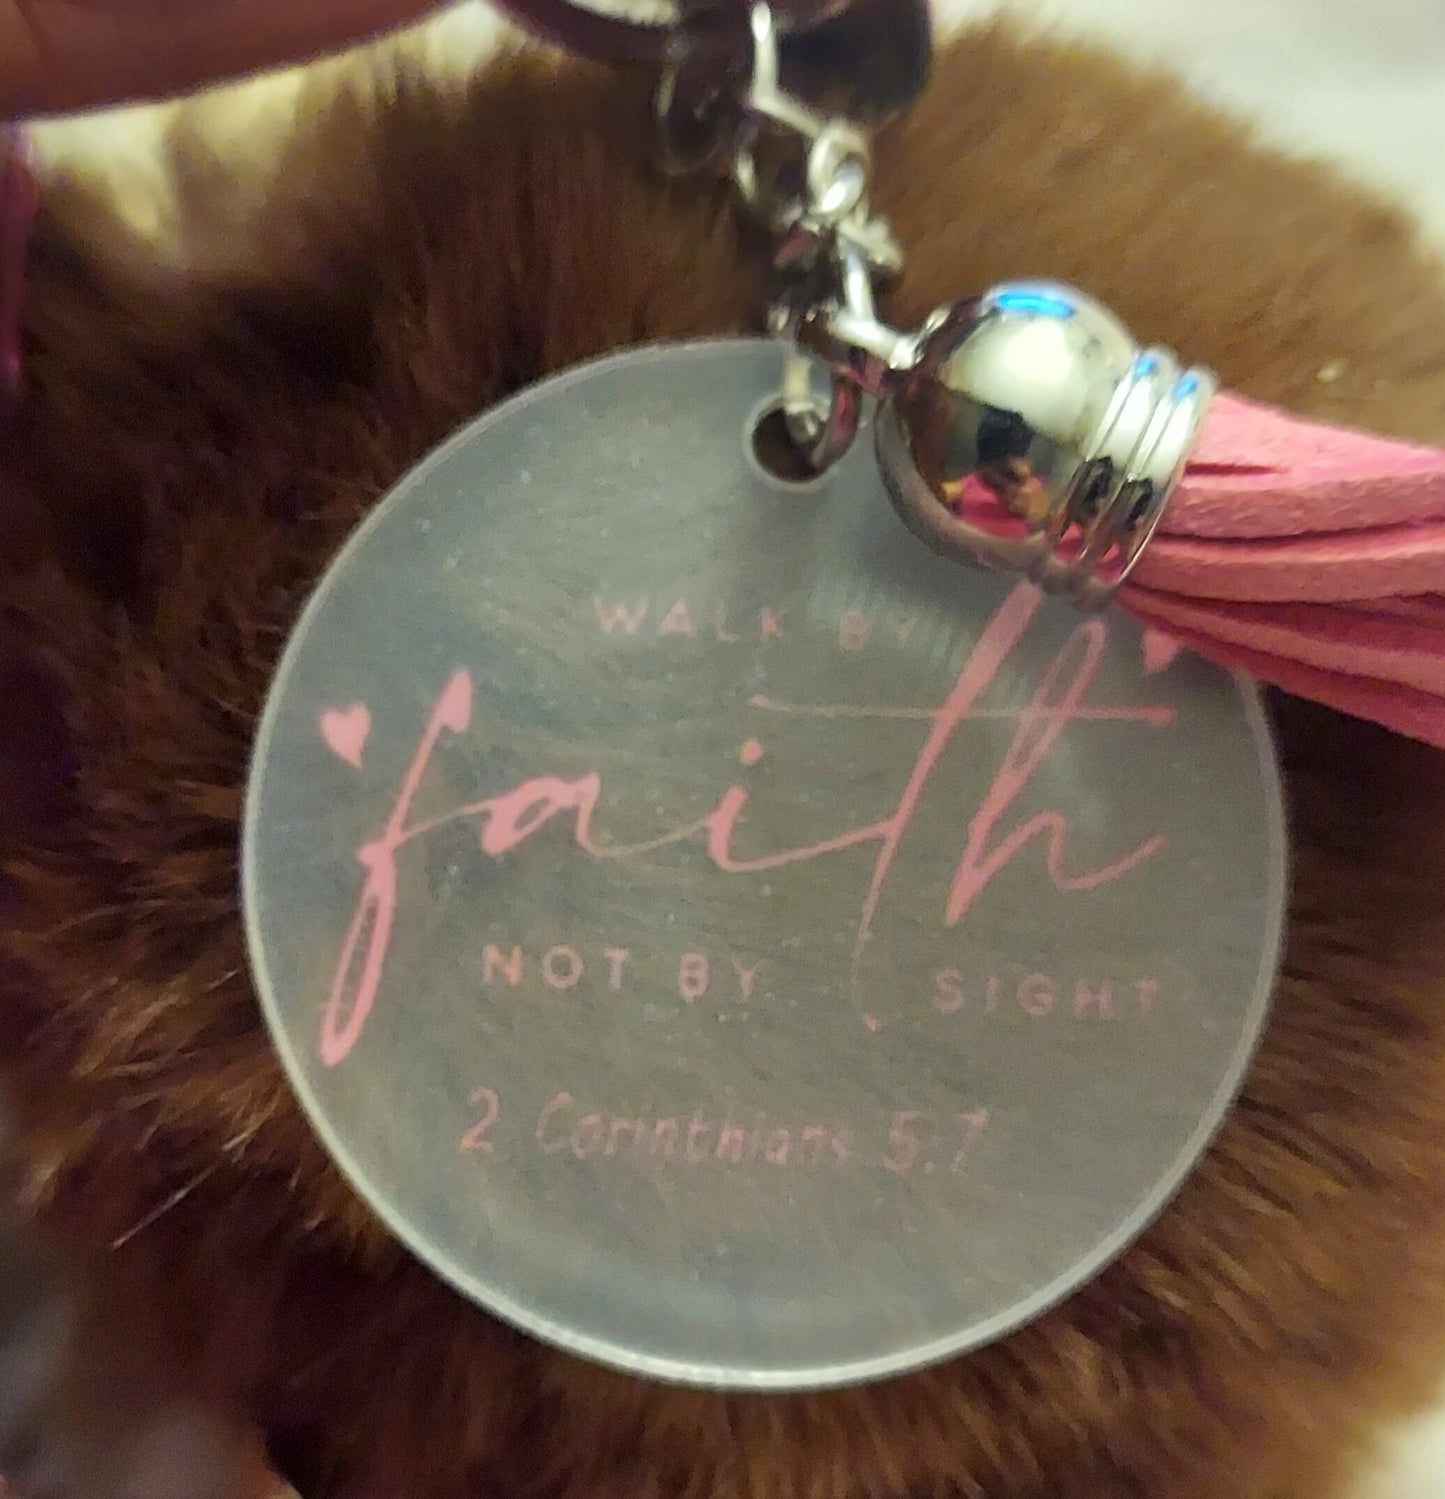 WALK BY
faith
NOT BY SIGHT
2 Corinthians 5:7